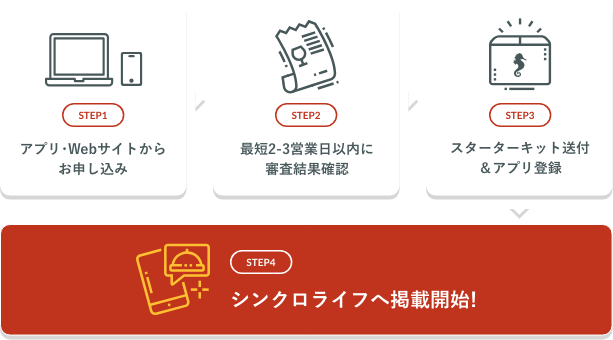 STEP1
アプリ･Webサイトから
お申し込み
STEP2
最短2-3営業日以内に
審査結果確認
STEP3
スターターキット送付
＆アプリ登録
STEP4
シンクロライフへ掲載開始!